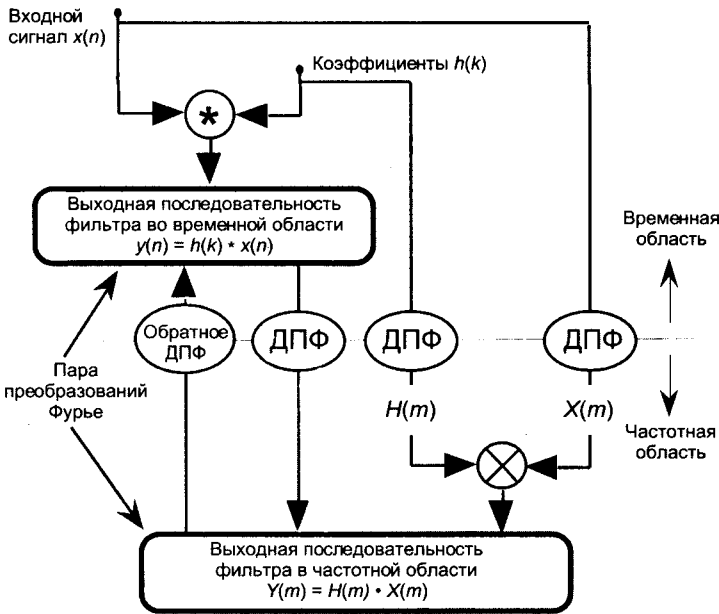 Входной
сигнал x(n)
Коэффициенты h(k)
*
Выходная последовательность
фильтра во временной области
y(n) = h(k) * x(n)
Временная
область
Обратное
ДПФ
ДПФ
ДПФ
ДПФ
Пара
преобразований
Фурье
H(m)
X(m)
Частотная
область
Выходная последовательность
фильтра в частотной области
Y(m) = H(m) • X(m)